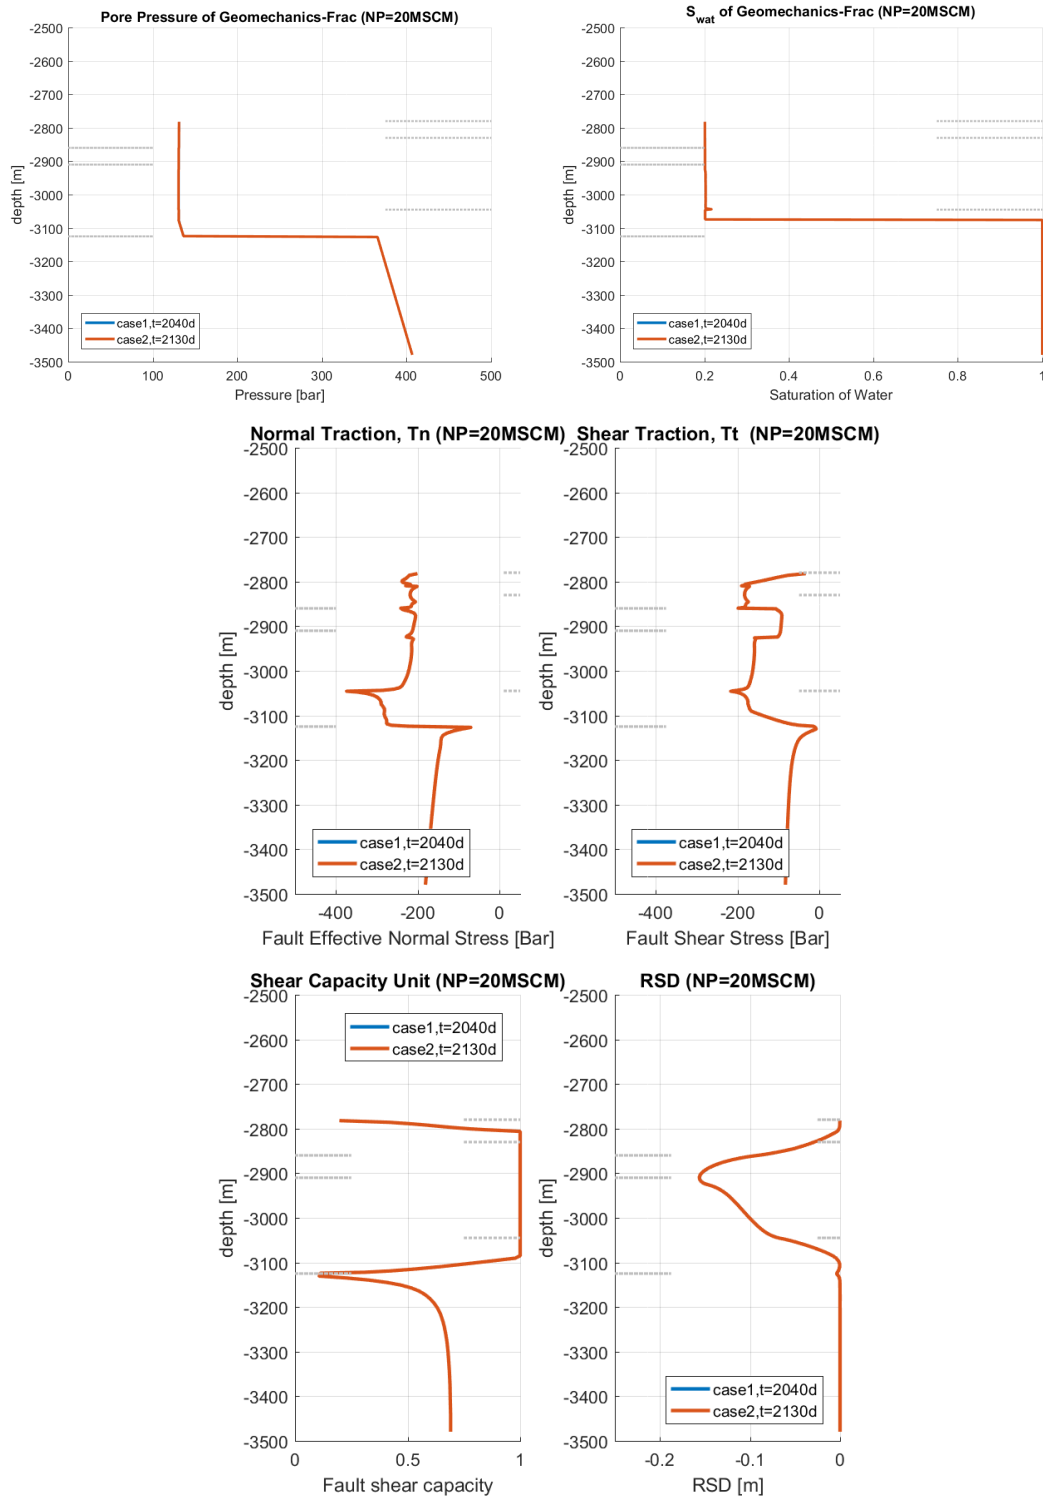 Pore Pressure of Geomechanics-Frac (NP=20MSCM)
-2500
-2600
-2700
-2800
-2900
-3000
-3100
-3200
-3300
-3400
-3500
depth [m]
case1,t=2040d
case2,t=2130d
0 100 200 300 400 500
Pressure [bar]
Swat of Geomechanics-Frac (NP=20MSCM)
-2500
-2600
-2700
-2800
-2900
-3000
-3100
-3200
-3300
-3400
-3500
depth [m]
case1,t=2040d
case2,t=2130d
0 0.2 0.4 0.6 0.8 1
Saturation of Water
Normal Traction, Tn (NP=20MSCM)
-2500
-2600
-2700
-2800
-2900
-3000
-3100
-3200
-3300
-3400
-3500
depth [m]
case1,t=2040d
case2,t=2130d
-400 -200 0
Fault Effective Normal Stress [Bar]
Shear Traction, Tt (NP=20MSCM)
-2500
-2600
-2700
-2800
-2900
-3000
-3100
-3200
-3300
-3400
-3500
depth [m]
case1,t=2040d
case2,t=2130d
-400 -200 0
Fault Shear Stress [Bar]
Shear Capacity Unit (NP=20MSCM)
-2500
-2600
-2700
-2800
-2900
-3000
-3100
-3200
-3300
-3400
-3500
depth [m]
case1,t=2040d
case2,t=2130d
0 0.5 1
Fault shear capacity
RSD (NP=20MSCM)
-2500
-2600
-2700
-2800
-2900
-3000
-3100
-3200
-3300
-3400
-3500
depth [m]
case1,t=2040d
case2,t=2130d
-0.2 -0.1 0
RSD [m]